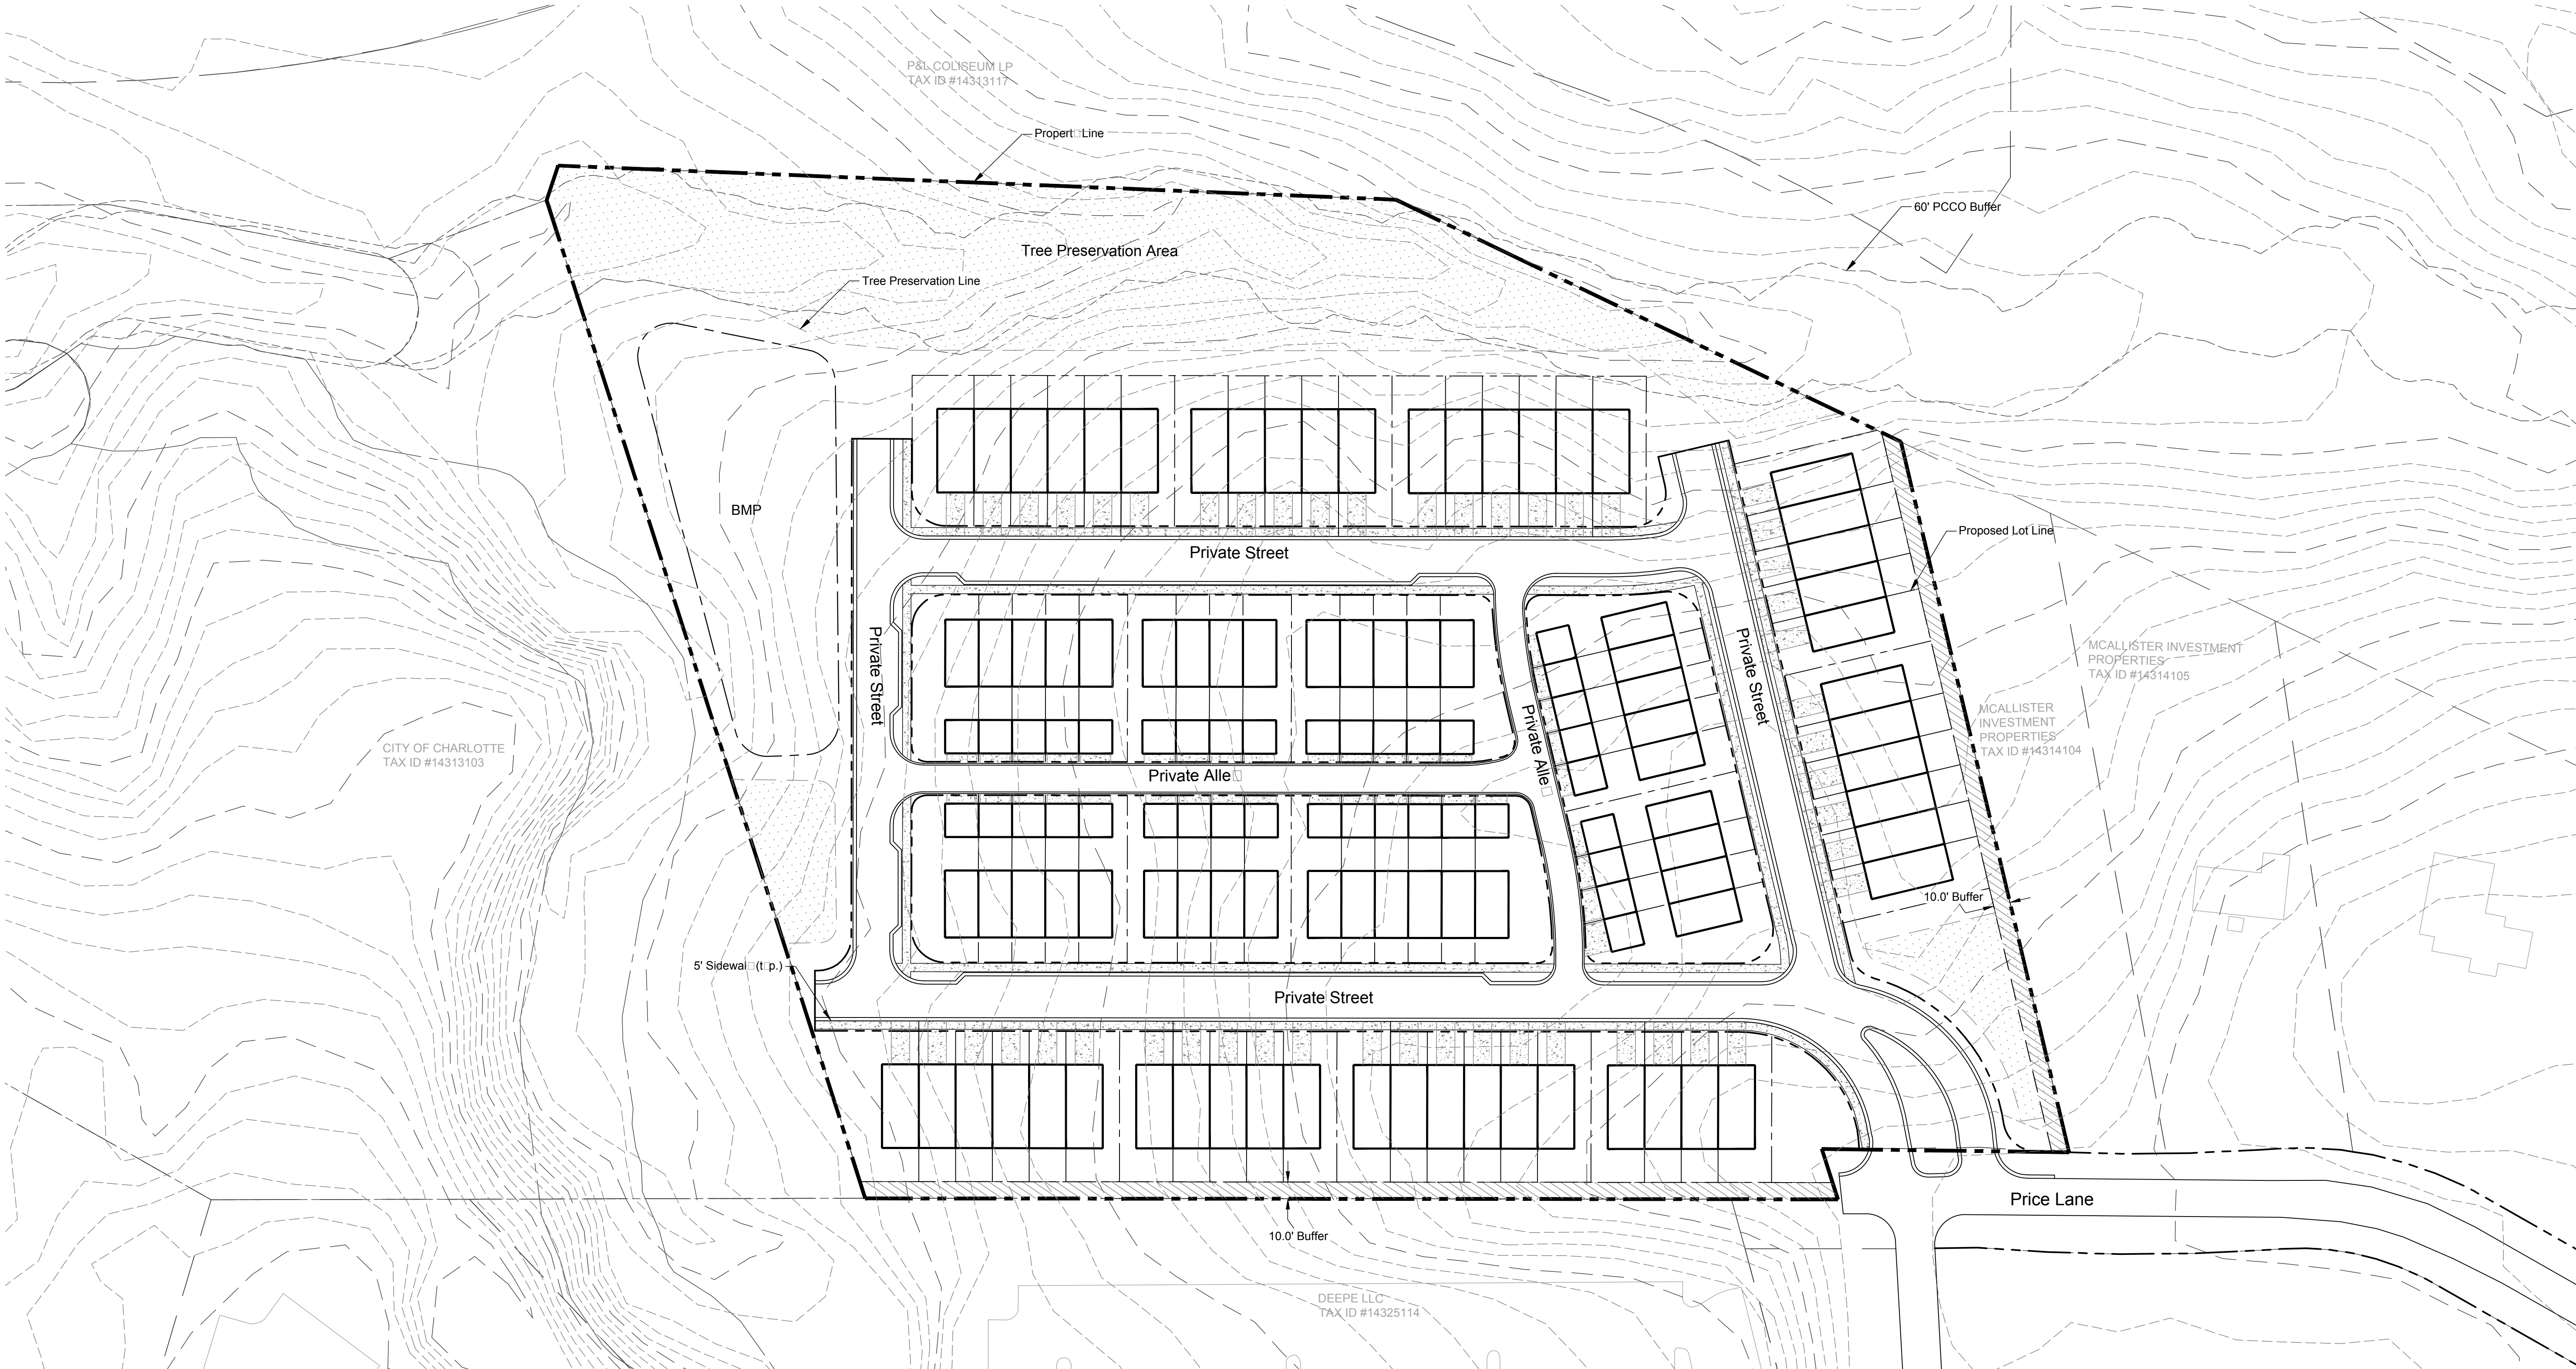 P&L COLISEUM LP
TAX ID #14313117
Propert□ Line
60' PCCO Buffer
Tree Preservation Area
Tree Preservation Line
BMP
Private Street
Proposed Lot Line
Private Street
Private Street
MCALLISTER INVESTMENT
PROPERTIES
TAX ID #14314105
MCALLISTER
INVESTMENT
PROPERTIES
TAX ID #14314104
CITY OF CHARLOTTE
TAX ID #14313103
Private Alle□
Private Alle□
10.0' Buffer
5' Sidewal□ (t□p.)
Private Street
Price Lane
10.0' Buffer
DEEPE LLC
TAX ID #14325114